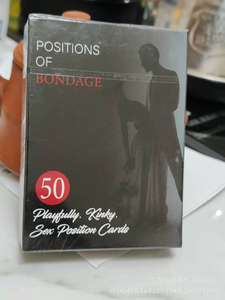 POSITIONS
OF
BONDAGE
50
Playfully, Kinky,
Sex Position Cards